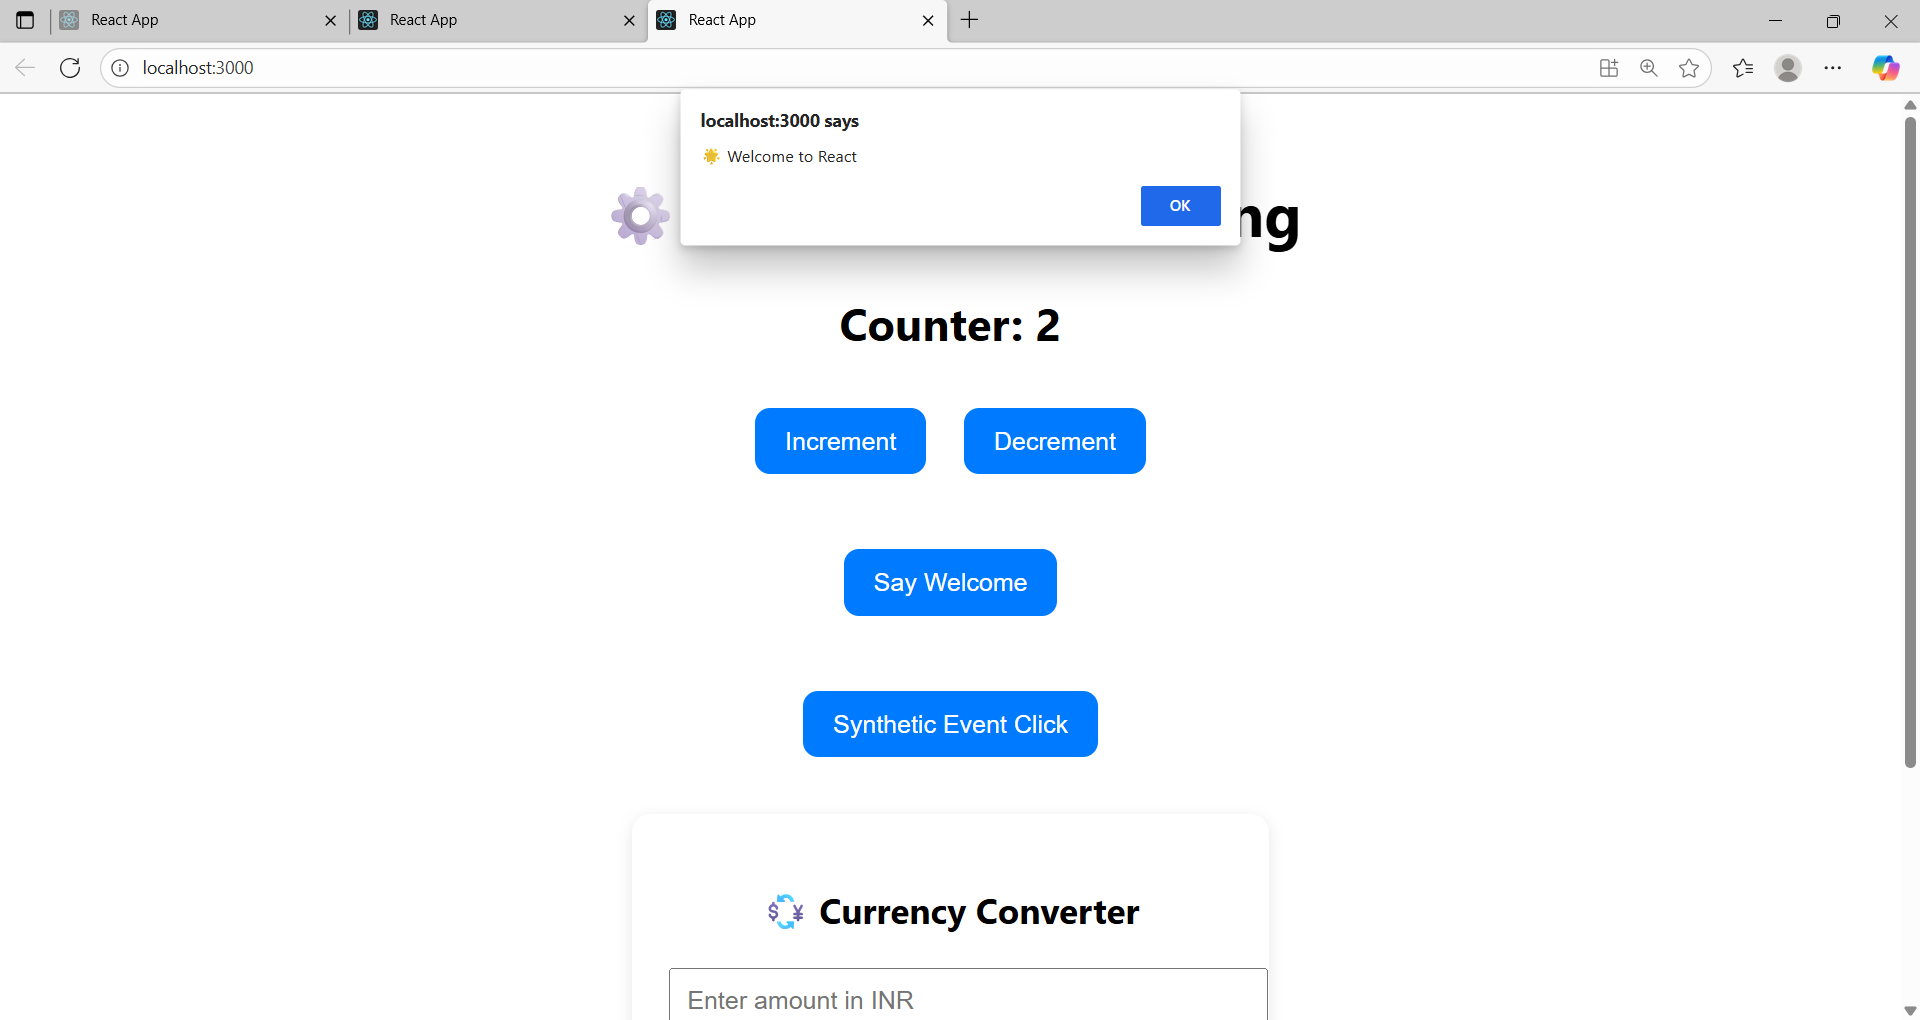 React App
React App
React App
localhost:3000
localhost:3000 says
🌟 Welcome to React
OK
ng
Counter: 2
Increment
Decrement
Say Welcome
Synthetic Event Click
💱 Currency Converter
Enter amount in INR